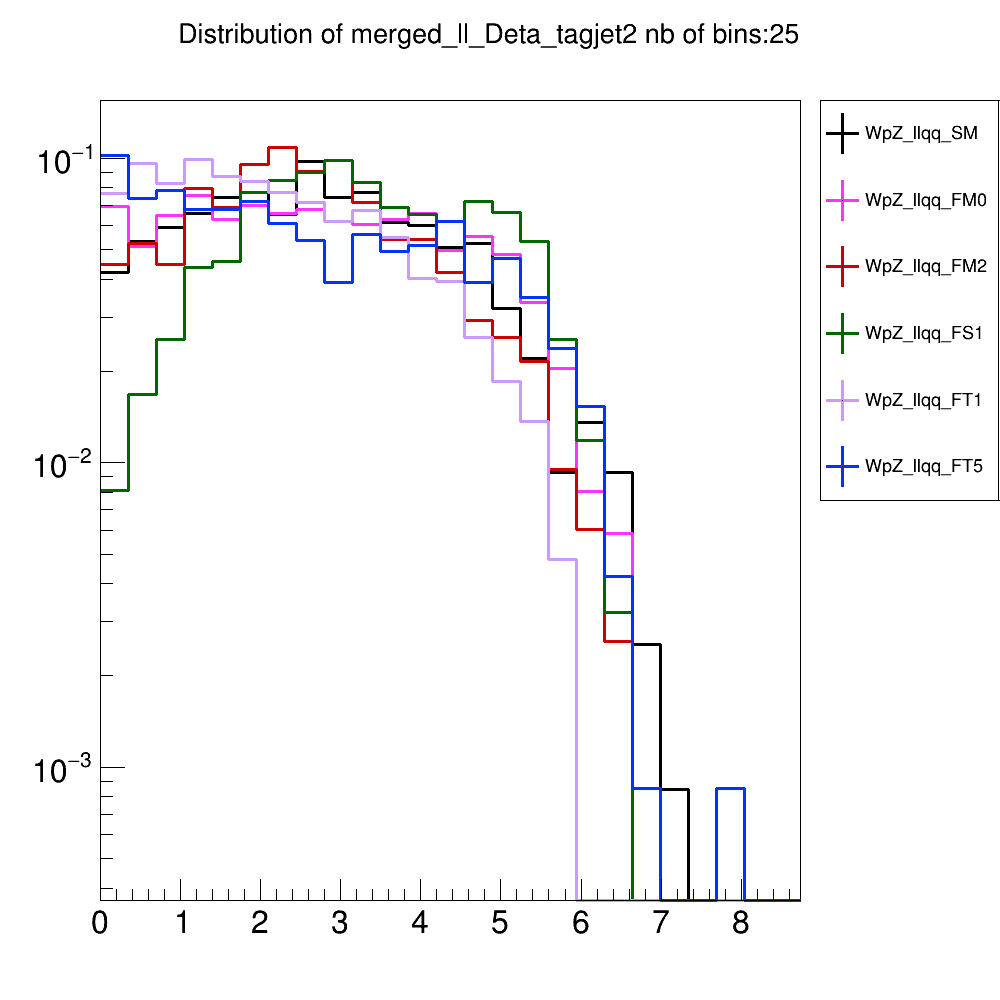 Distribution of merged_ll_Deta_tagjet2 nb of bins:25
10⁻¹
10⁻²
10⁻³
0 1 2 3 4 5 6 7 8
WpZ_llqq_SM
WpZ_llqq_FM0
WpZ_llqq_FM2
WpZ_llqq_FS1
WpZ_llqq_FT1
WpZ_llqq_FT5